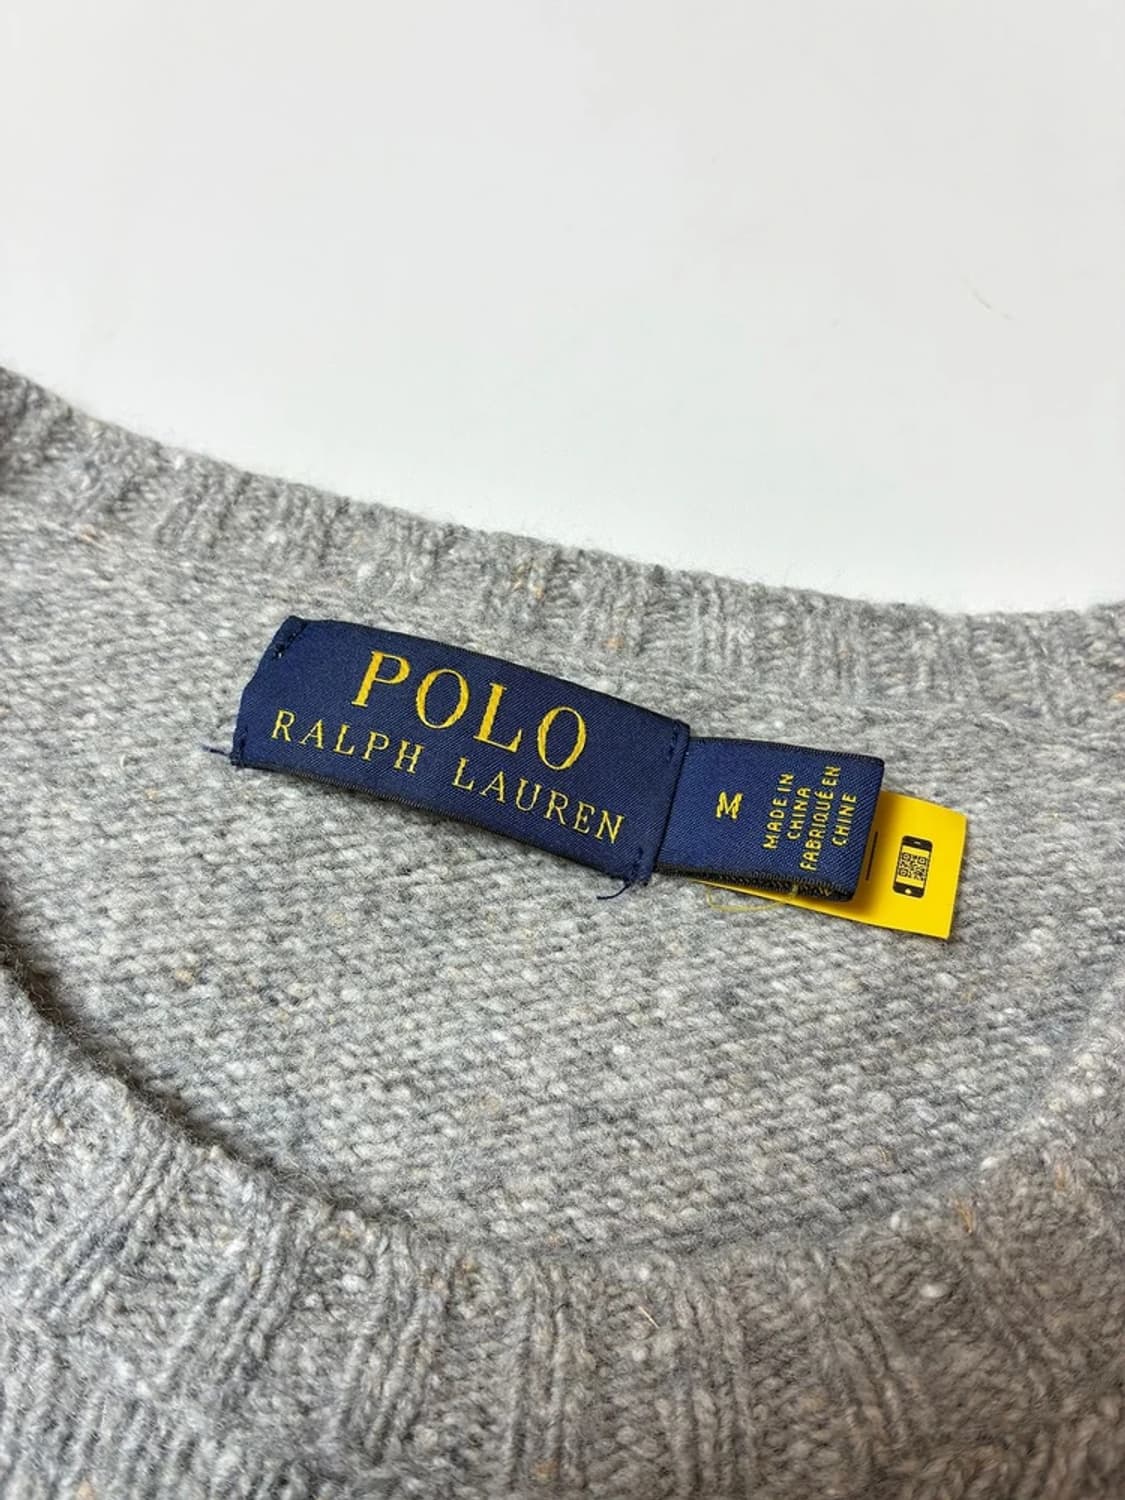 POLO
RALPH LAUREN
M
MADE IN
CHINA
FABRIQUÉ EN
CHINE